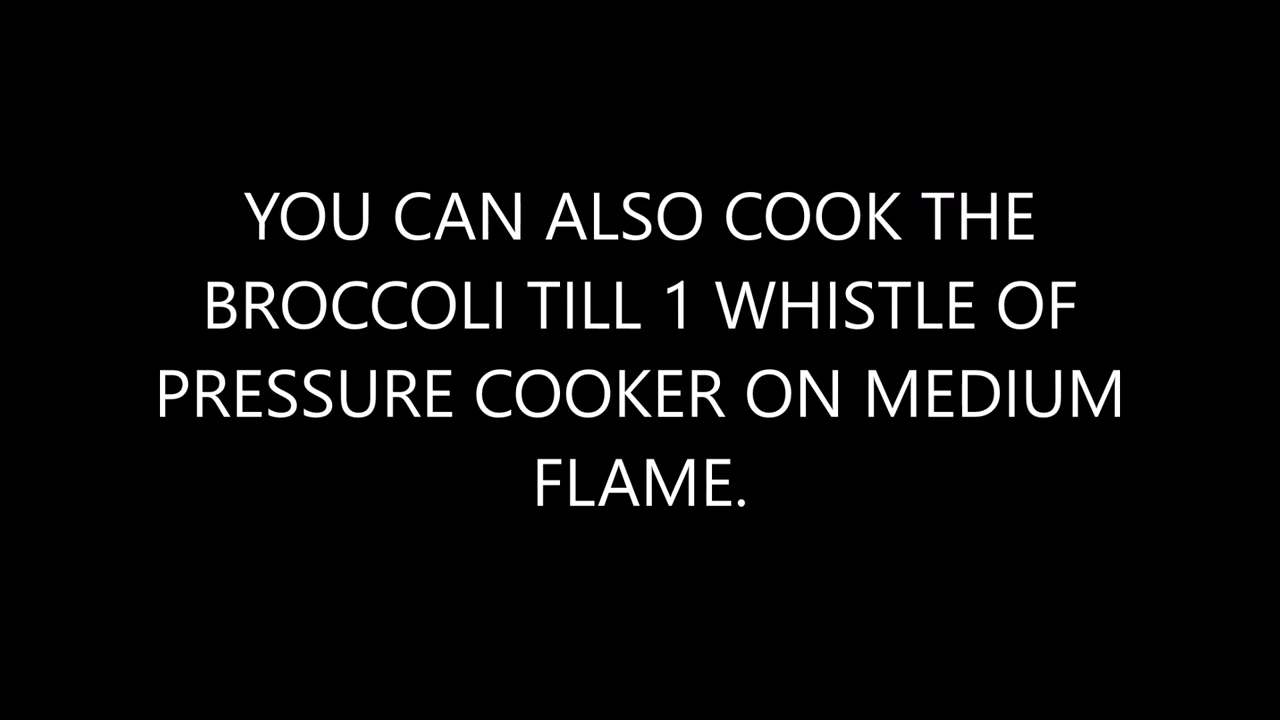 YOU CAN ALSO COOK THE
BROCCOLI TILL 1 WHISTLE OF
PRESSURE COOKER ON MEDIUM
FLAME.